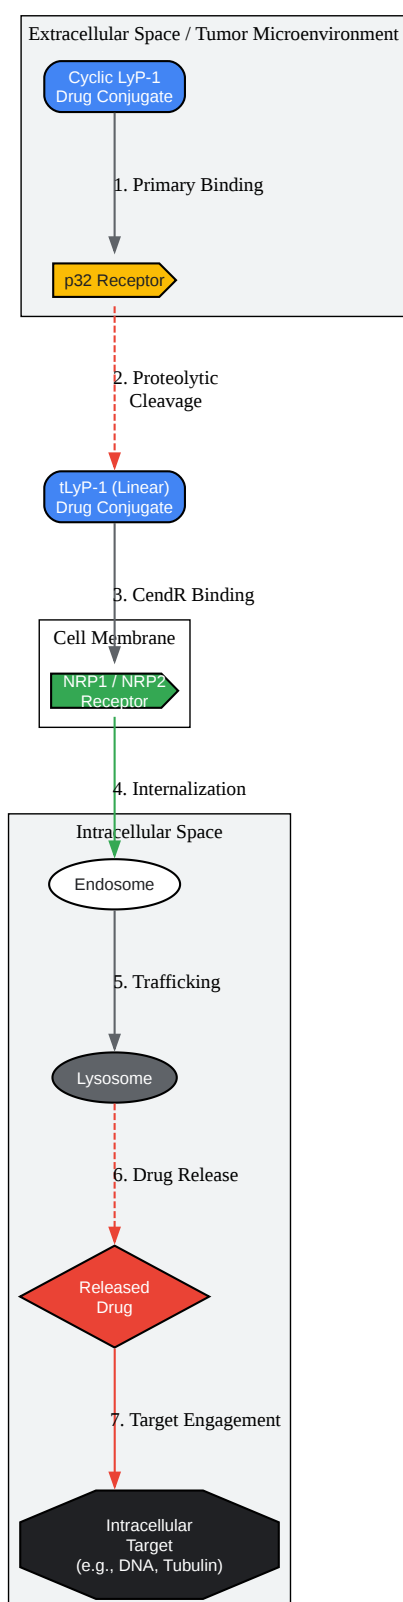 Extracellular Space / Tumor Microenvironment
Cyclic LyP-1
Drug Conjugate
1. Primary Binding
p32 Receptor
2. Proteolytic
Cleavage
tLyP-1 (Linear)
Drug Conjugate
3. CendR Binding
Cell Membrane
NRP1 / NRP2
Receptor
4. Internalization
Intracellular Space
Endosome
5. Trafficking
Lysosome
6. Drug Release
Released
Drug
7. Target Engagement
Intracellular
Target
(e.g., DNA, Tubulin)